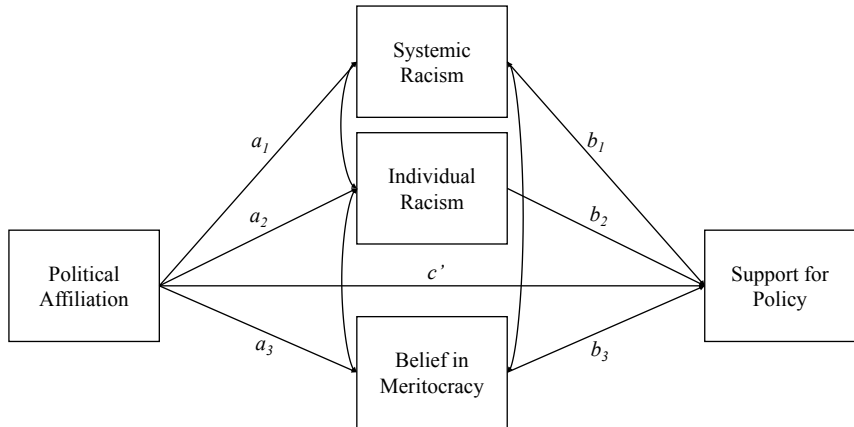 Systemic
Racism
a1
b1
Individual
Racism
a2
b2
Political
Affiliation
c’
Support for
Policy
a3
Belief in
Meritocracy
b3